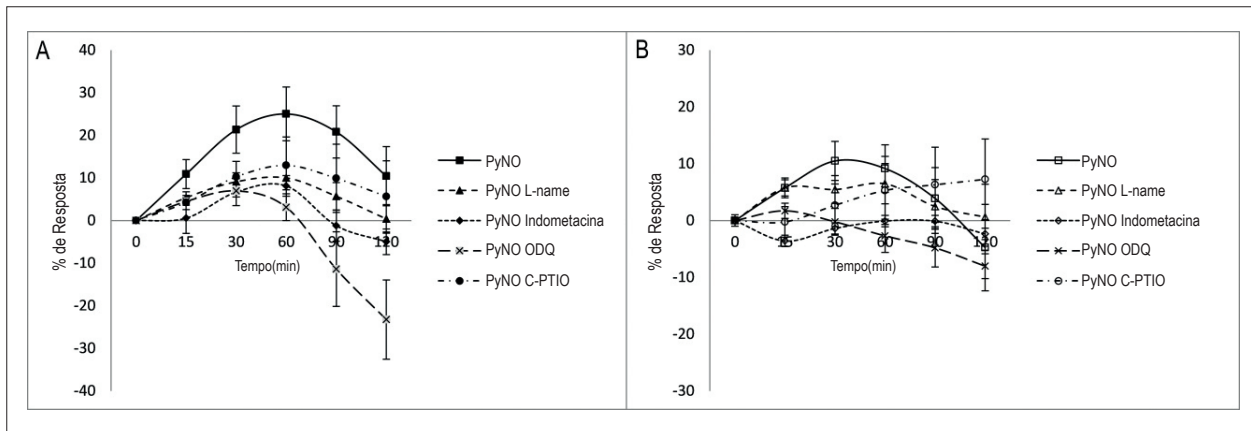 A
% de Resposta
40
30
20
10
0
-10
-20
-30
-40
0 15 30 60 90 120
Tempo(min)
PyNO
PyNO L-name
PyNO Indometacina
PyNO ODQ
PyNO C-PTIO
B
% de Resposta
30
20
10
0
-10
-20
-30
0 15 30 60 90 120
Tempo(min)
PyNO
PyNO L-name
PyNO Indometacina
PyNO ODQ
PyNO C-PTIO